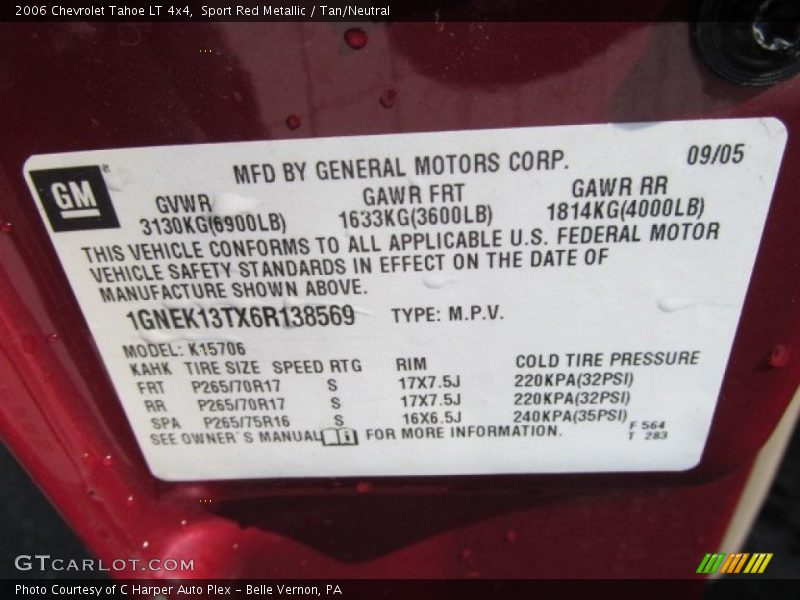 2006 Chevrolet Tahoe LT 4x4, Sport Red Metallic / Tan/Neutral
MFD BY GENERAL MOTORS CORP. 09/05
GM
GVWR GAWR FRT GAWR RR
3130KG(6900LB) 1633KG(3600LB) 1814KG(4000LB)
THIS VEHICLE CONFORMS TO ALL APPLICABLE U.S. FEDERAL MOTOR
VEHICLE SAFETY STANDARDS IN EFFECT ON THE DATE OF
MANUFACTURE SHOWN ABOVE.
1GNEK13TX6R138569 TYPE: M.P.V.
MODEL: K15706
KAHK TIRE SIZE SPEED RTG RIM COLD TIRE PRESSURE
FRT P265/70R17 S 17X7.5J 220KPA(32PSI)
RR P265/70R17 S 17X7.5J 220KPA(32PSI)
SPA P265/75R16 S 16X6.5J 240KPA(35PSI)
SEE OWNER'S MANUAL FOR MORE INFORMATION.
F 564
T 283
GTCARLOT.COM
Photo Courtesy of C Harper Auto Plex - Belle Vernon, PA